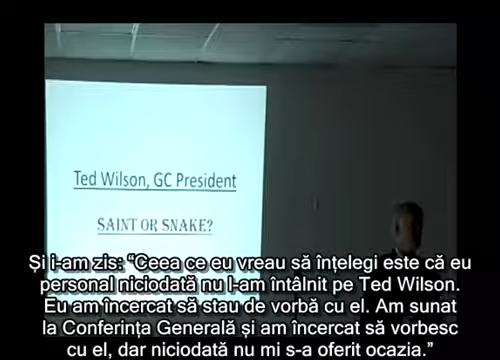 Ted Wilson, GC President
SAINT OR SNAKE?
Și i-am zis: “Ceea ce eu vreau să înțelegi este că eu
personal niciodată nu l-am întâlnit pe Ted Wilson.
Eu am încercat să stau de vorbă cu el. Am sunat
la Conferința Generală și am încercat să vorbesc
cu el, dar niciodată nu mi s-a oferit ocazia.”